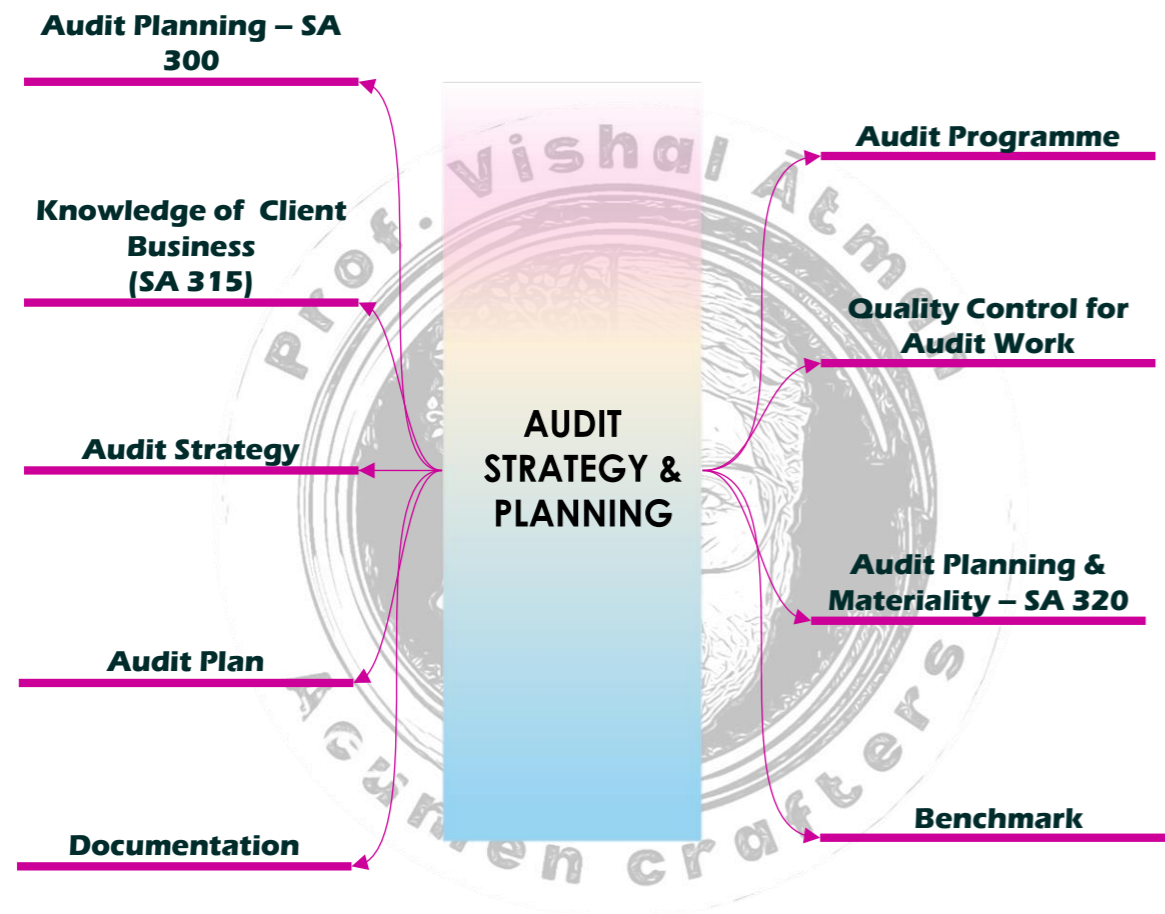 Audit Planning – SA
300
Knowledge of Client
Business
(SA 315)
Audit Strategy
Audit Plan
Documentation
AUDIT
STRATEGY &
PLANNING
Audit Programme
Quality Control for
Audit Work
Audit Planning &
Materiality – SA 320
Benchmark
Prof. Vishal Atman
Acumen crafters